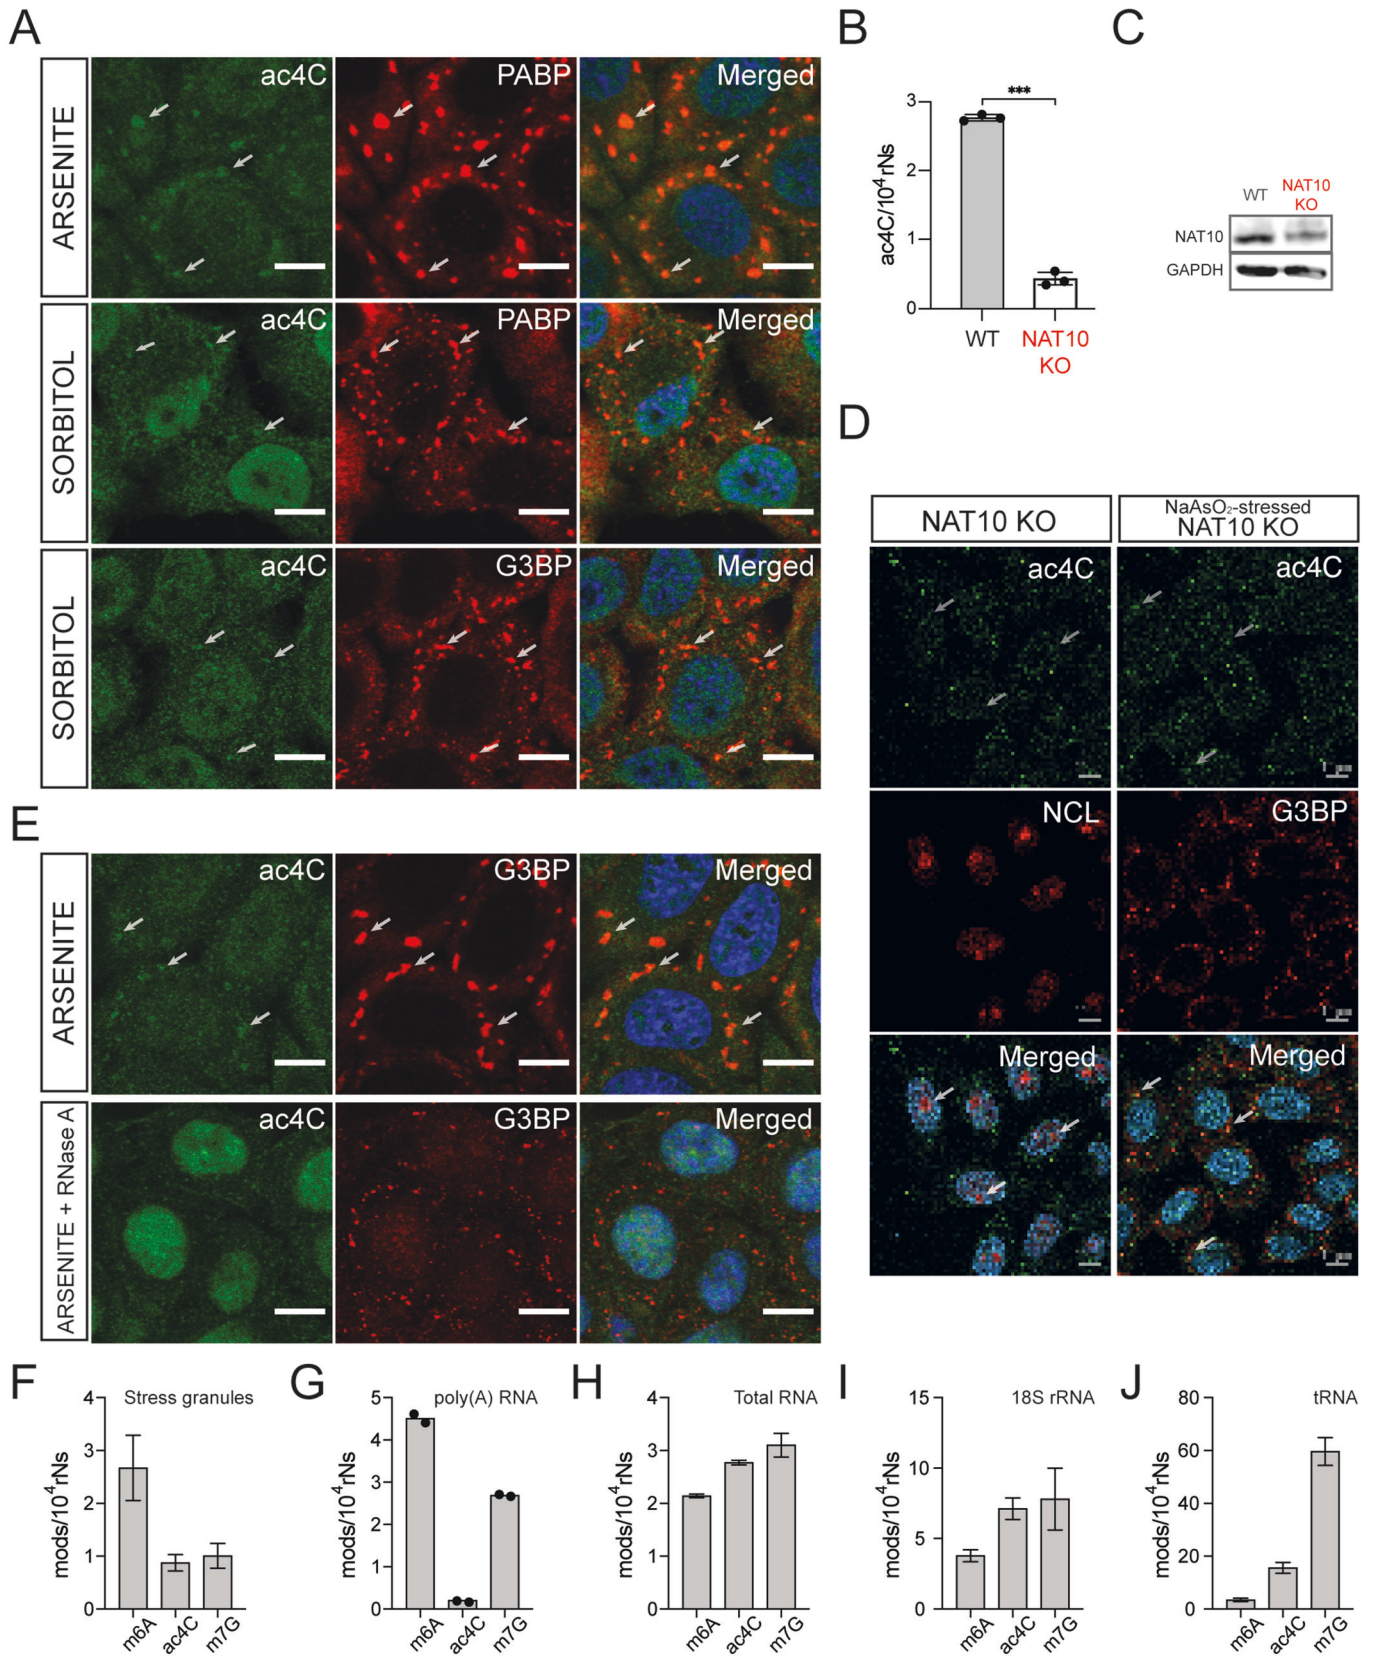 A
ARSENITE
ac4C
PABP
Merged
SORBITOL
ac4C
PABP
Merged
SORBITOL
ac4C
G3BP
Merged
B
ac4C/10⁴rNs
3
2
1
0
***
WT
NAT10
KO
C
WT
NAT10
KO
NAT10
GAPDH
D
NAT10 KO
NaAsO₂-stressed
NAT10 KO
ac4C
ac4C
NCL
G3BP
Merged
Merged
E
ARSENITE
ac4C
G3BP
Merged
ARSENITE + RNase A
ac4C
G3BP
Merged
F
Stress granules
mods/10⁴rNs
4
3
2
1
0
m6A
ac4C
m7G
G
poly(A) RNA
mods/10⁴rNs
5
4
3
2
1
0
m6A
ac4C
m7G
H
Total RNA
mods/10⁴rNs
4
3
2
1
0
m6A
ac4C
m7G
I
18S rRNA
mods/10⁴rNs
15
10
5
0
m6A
ac4C
m7G
J
tRNA
mods/10⁴rNs
80
60
40
20
0
m6A
ac4C
m7G